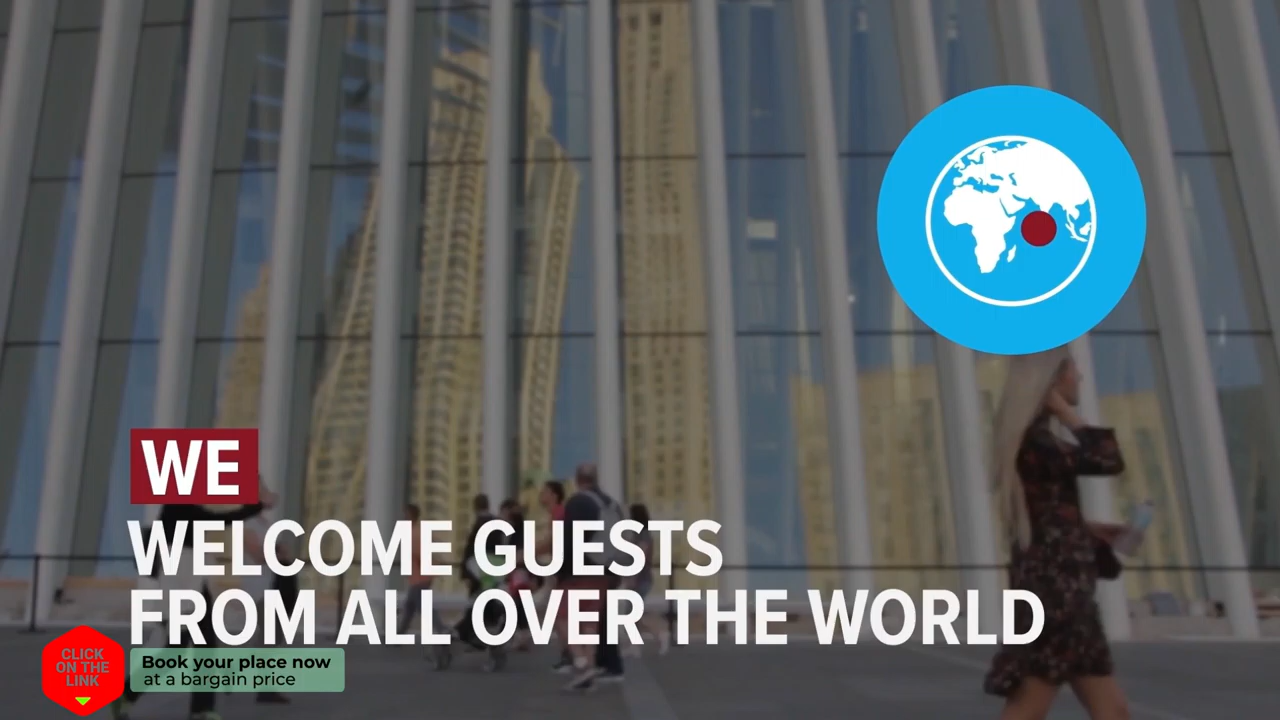 WE
WELCOME GUESTS
FROM ALL OVER THE WORLD
CLICK
ON THE
LINK
Book your place now
at a bargain price